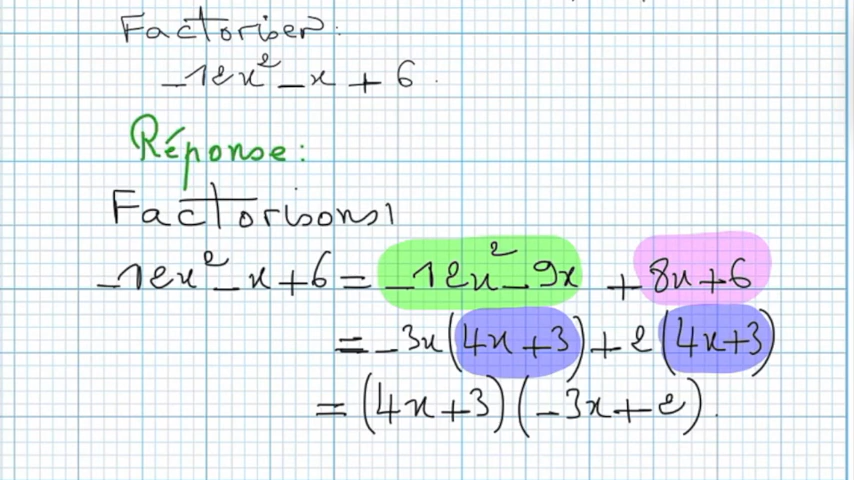 Factoriser:
-12x² - x + 6.
Réponse:
Factorisons
-12x² - x + 6 = -12x² - 9x + 8x + 6
= -3x(4x + 3) + 2(4x + 3)
= (4x + 3)(-3x + 2).